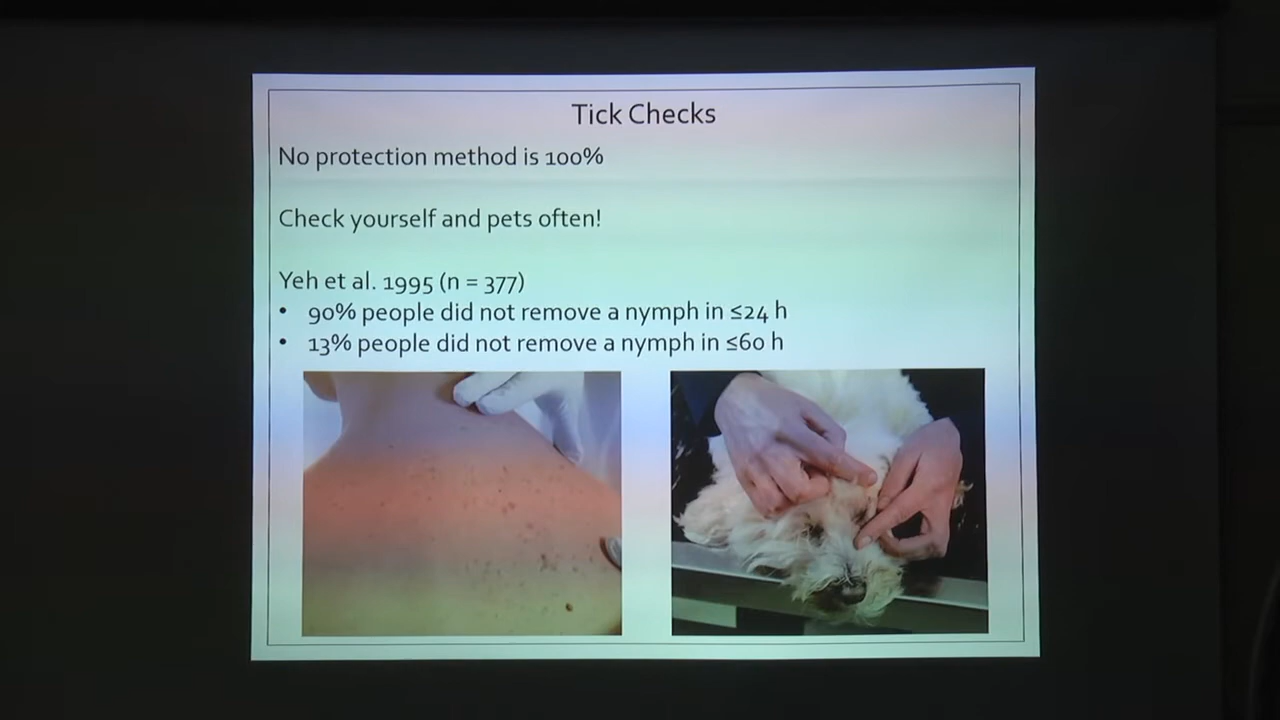 Tick Checks
No protection method is 100%
Check yourself and pets often!
Yeh et al. 1995 (n = 377)
• 90% people did not remove a nymph in ≤24 h
• 13% people did not remove a nymph in ≤60 h